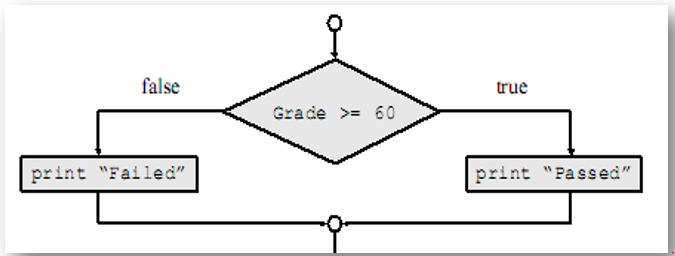 false
true
Grade >= 60
print “Failed”
print “Passed”